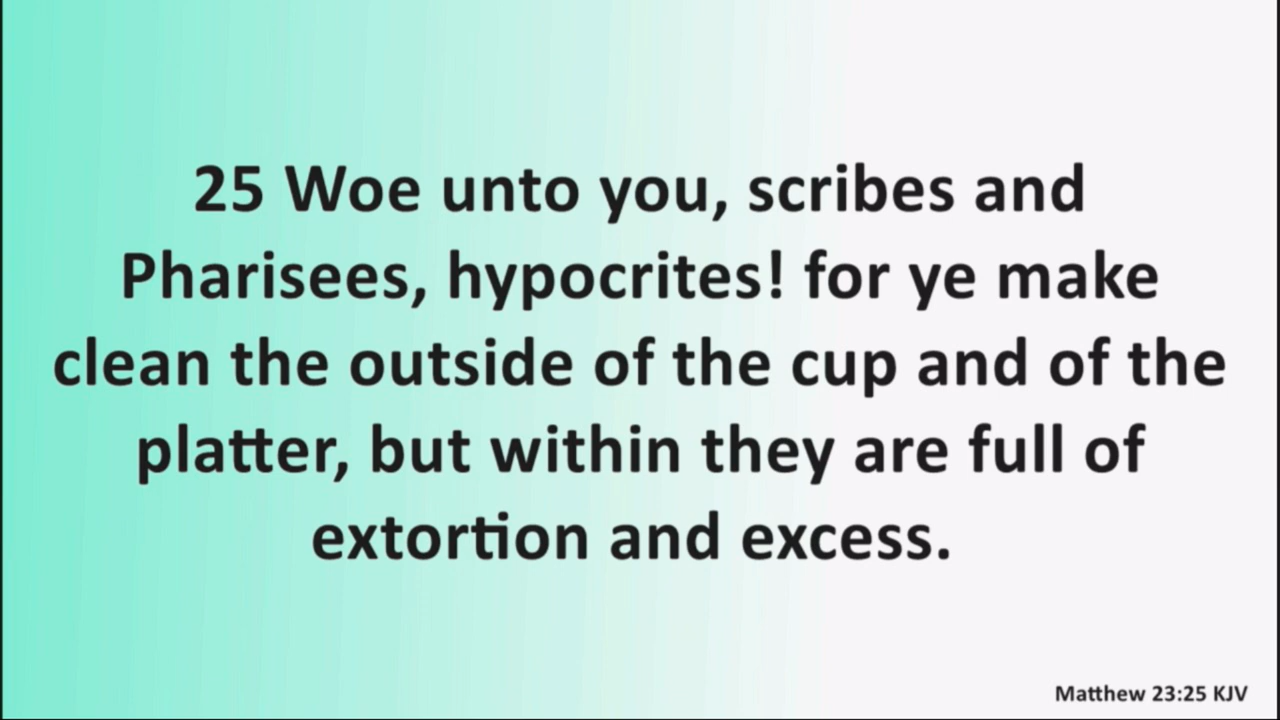 25 Woe unto you, scribes and
Pharisees, hypocrites! for ye make
clean the outside of the cup and of the
platter, but within they are full of
extortion and excess.
Matthew 23:25 KJV